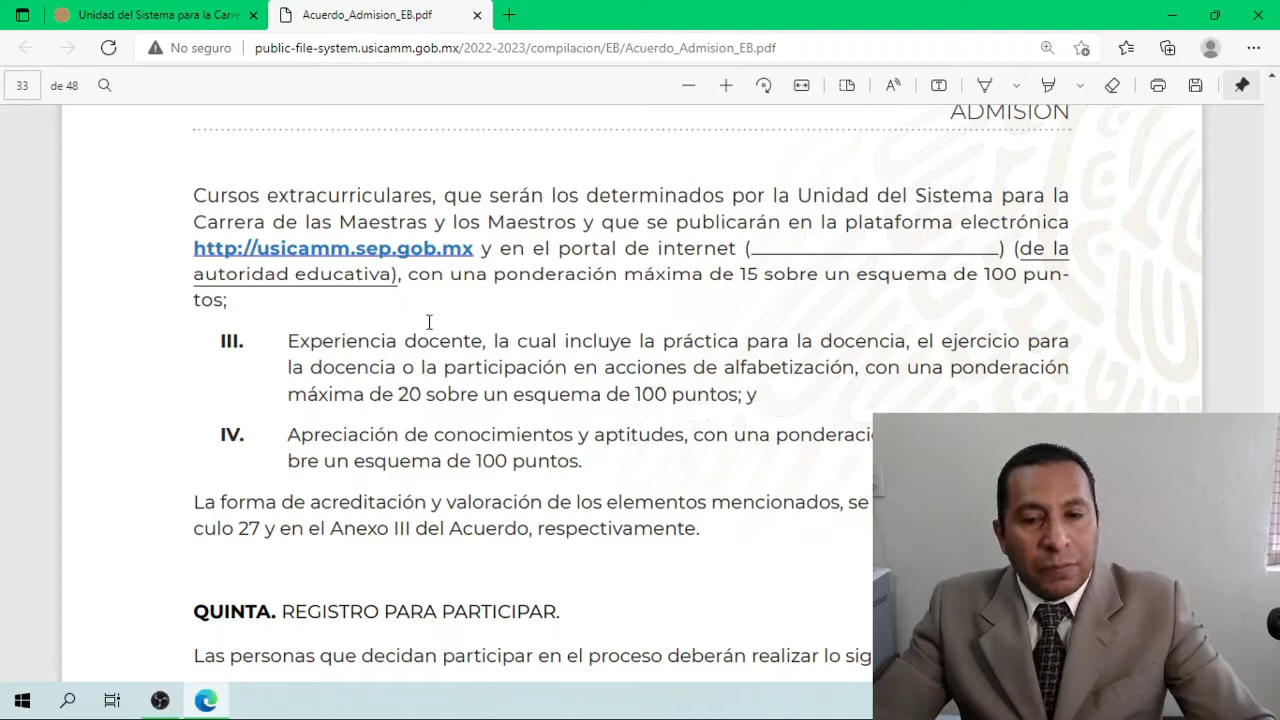 Unidad del Sistema para la Carre
Acuerdo_Admision_EB.pdf
No seguro
public-file-system.usicamm.gob.mx/2022-2023/compilacion/EB/Acuerdo_Admision_EB.pdf
33 de 48
ADMISIÓN
Cursos extracurriculares, que serán los determinados por la Unidad del Sistema para la
Carrera de las Maestras y los Maestros y que se publicarán en la plataforma electrónica
http://usicamm.sep.gob.mx y en el portal de internet (_______________________) (de la
autoridad educativa), con una ponderación máxima de 15 sobre un esquema de 100 pun-
tos;
III. Experiencia docente, la cual incluye la práctica para la docencia, el ejercicio para
la docencia o la participación en acciones de alfabetización, con una ponderación
máxima de 20 sobre un esquema de 100 puntos; y
IV. Apreciación de conocimientos y aptitudes, con una ponderació
bre un esquema de 100 puntos.
La forma de acreditación y valoración de los elementos mencionados, se
culo 27 y en el Anexo III del Acuerdo, respectivamente.
QUINTA. REGISTRO PARA PARTICIPAR.
Las personas que decidan participar en el proceso deberán realizar lo sig